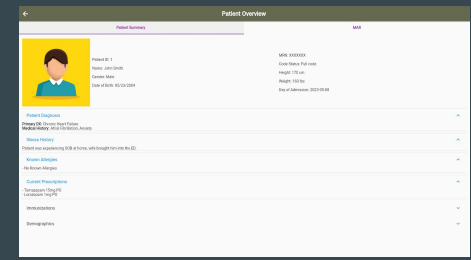 Patient Overview
Patient Summary
MAR
Patient ID: 1
Name: John Smith
Gender: Male
Date of Birth: 05/23/2004
MRN: XXXXXXX
Code Status: Full code
Height: 170 cm
Weight: 150 lbs
Day of Admission: 2023-05-08
Patient Diagnosis
Primary DX: Chronic Heart Failure
Medical History: Atrial Fibrillation, Anxiety
Illness History
Patient was experiencing SOB at home, wife brought him into the ED.
Known Allergies
- No Known Allergies
Current Prescriptions
- Temazepam 15mg PO
- Lorazepam 1mg PO
Immunizations
Demographics